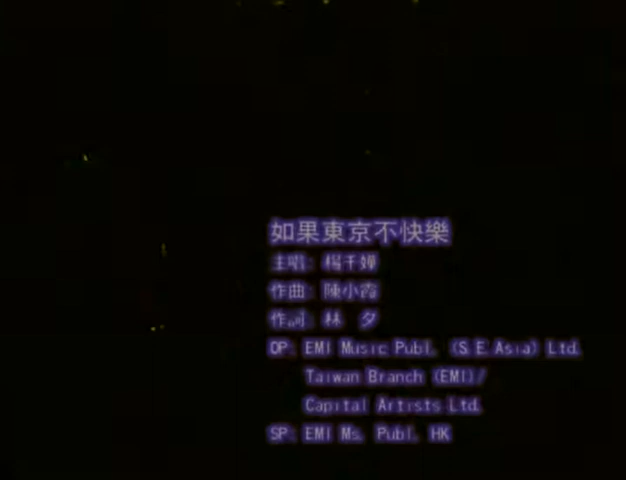 如果東京不快樂
主唱: 楊千嬅
作曲: 陳小霞
作詞: 林 夕
OP: EMI Music Publ. (S.E.Asia) Ltd.
Taiwan Branch (EMI)/
Capital Artists Ltd.
SP: EMI Ms. Publ. HK